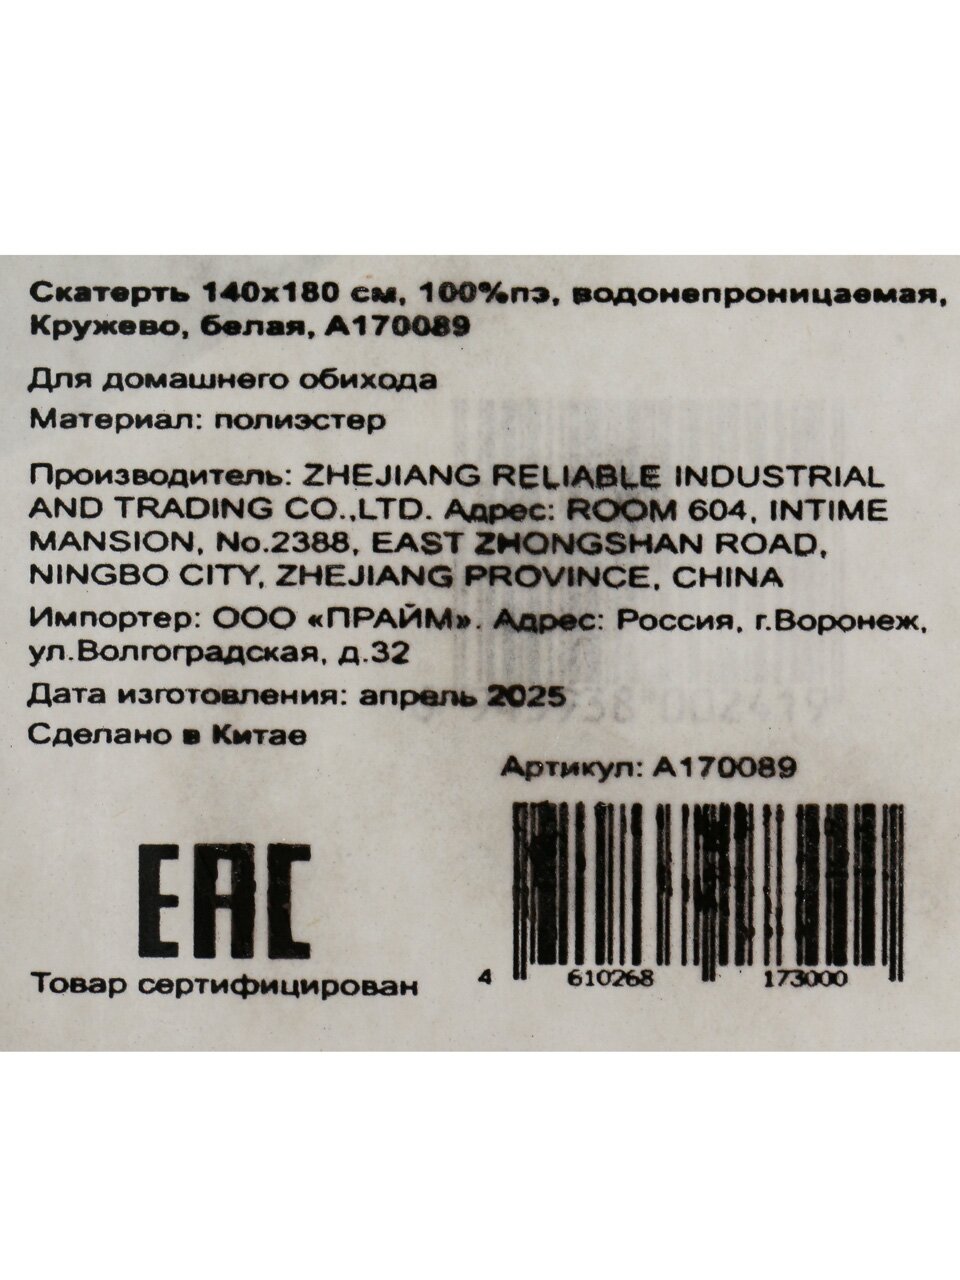 Скатерть 140х180 см, 100%пэ, водонепроницаемая,
Кружево, белая, А170089
Для домашнего обихода
Материал: полиэстер
Производитель: ZHEJIANG RELIABLE INDUSTRIAL
AND TRADING CO.,LTD. Адрес: ROOM 604, INTIME
MANSION, No.2388, EAST ZHONGSHAN ROAD,
NINGBO CITY, ZHEJIANG PROVINCE, CHINA
Импортер: ООО «ПРАЙМ». Адрес: Россия, г.Воронеж,
ул.Волгоградская, д.32
Дата изготовления: апрель 2025
Сделано в Китае
Артикул: А170089
4 610268 173000
EAC
Товар сертифицирован